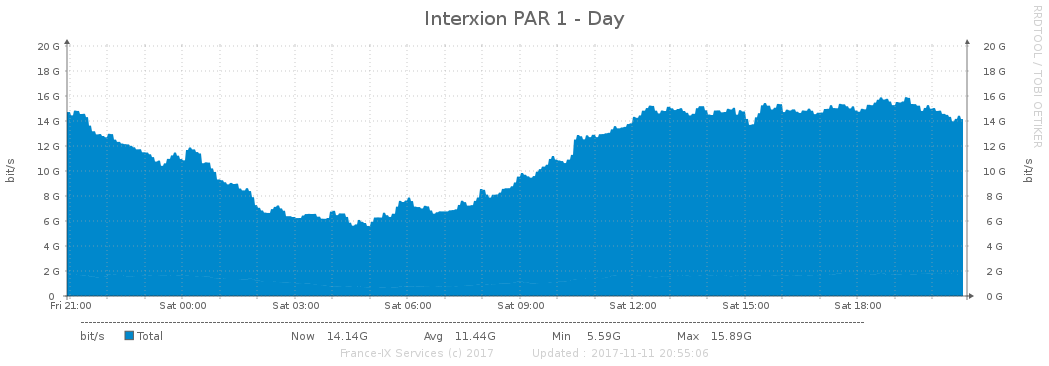 Interxion PAR 1 - Day
RRDTOOL / TOBI OETIKER
20 G 20 G
18 G 18 G
16 G 16 G
14 G 14 G
12 G 12 G
10 G 10 G
8 G 8 G
6 G 6 G
4 G 4 G
2 G 2 G
0 0 G
bit/s bit/s
Fri 21:00 Sat 00:00 Sat 03:00 Sat 06:00 Sat 09:00 Sat 12:00 Sat 15:00 Sat 18:00
bit/s Total Now 14.14G Avg 11.44G Min 5.59G Max 15.89G
France-IX Services (c) 2017 Updated : 2017-11-11 20:55:06